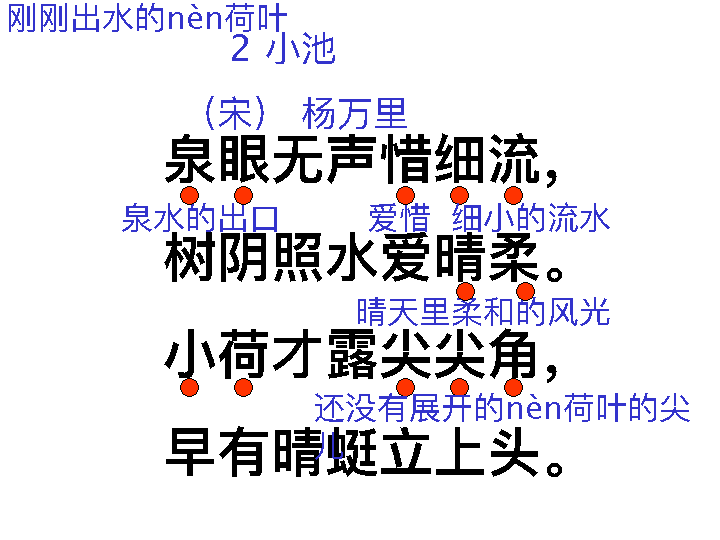 刚刚出水的nèn荷叶
2 小池
（宋） 杨万里
泉眼无声惜细流，
泉水的出口 爱惜 细小的流水
树阴照水爱晴柔。
晴天里柔和的风光
小荷才露尖尖角，
还没有展开的nèn荷叶的尖
儿
早有晴蜓立上头。